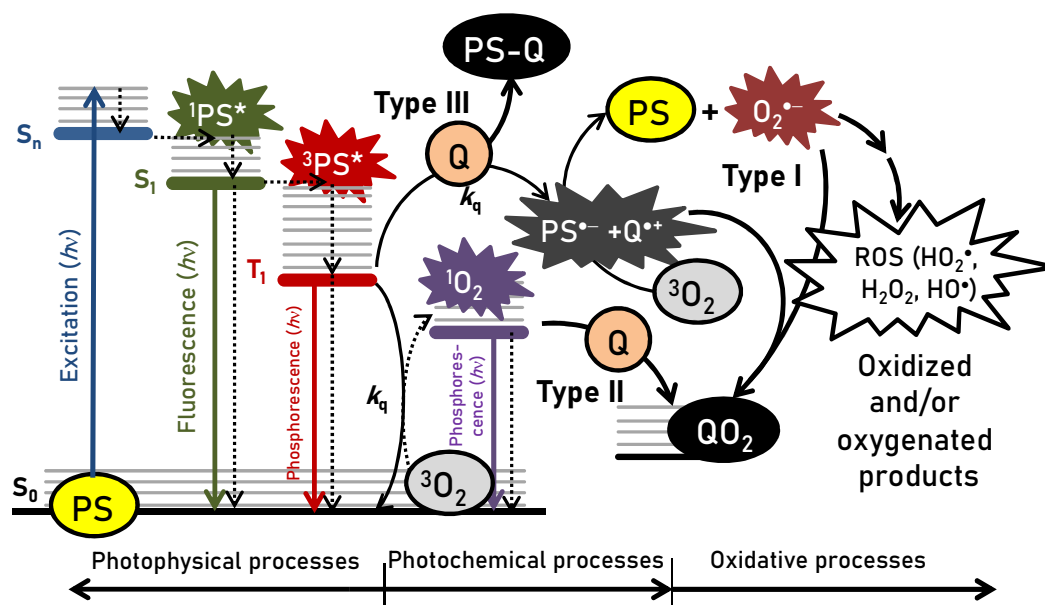 PS-Q
Type III
¹PS*
Sₙ
³PS*
Q
k_q
PS + O₂•⁻
Type I
S₁
PS•⁻ +Q•⁺
T₁
¹O₂
³O₂
ROS (HO₂•,
H₂O₂, HO•)
Excitation (hν)
Fluorescence (hν)
Phosphorescence (hν)
k_q
Phosphores-
cence (hν)
Q
Type II
QO₂
Oxidized
and/or
oxygenated
products
S₀
PS
³O₂
Photophysical processes
Photochemical processes
Oxidative processes